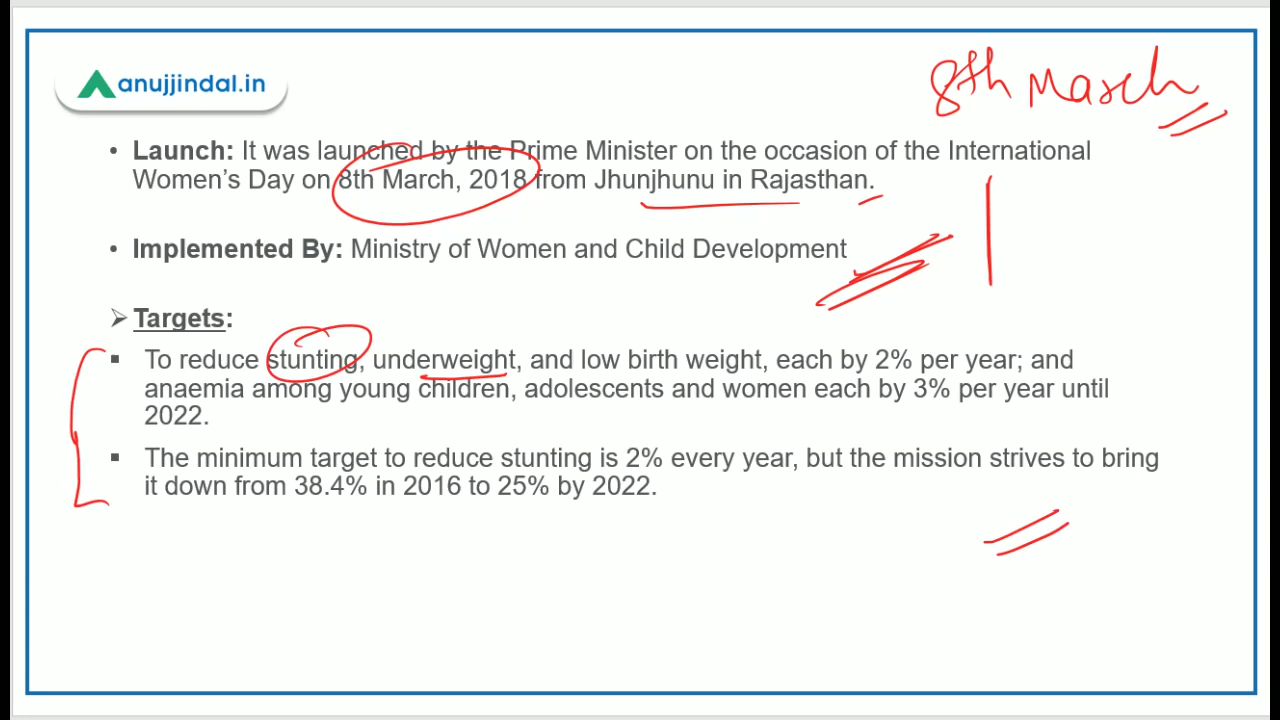 anujjindal.in
8th March
• Launch: It was launched by the Prime Minister on the occasion of the International
Women's Day on 8th March, 2018 from Jhunjhunu in Rajasthan.
• Implemented By: Ministry of Women and Child Development
➢ Targets:
▪ To reduce stunting, underweight, and low birth weight, each by 2% per year; and
anaemia among young children, adolescents and women each by 3% per year until
2022.
▪ The minimum target to reduce stunting is 2% every year, but the mission strives to bring
it down from 38.4% in 2016 to 25% by 2022.